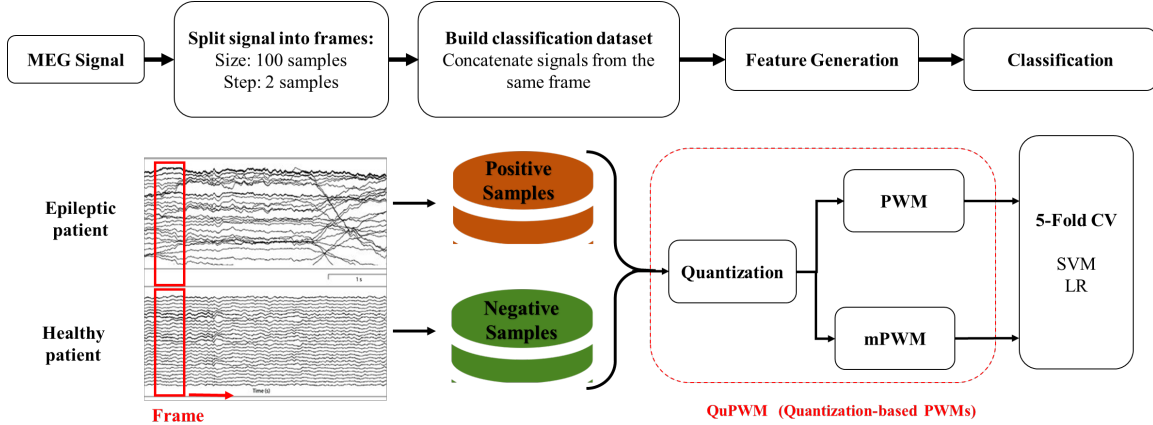 MEG Signal
Split signal into frames:
Size: 100 samples
Step: 2 samples
Build classification dataset
Concatenate signals from the
same frame
Feature Generation
Classification
Epileptic
patient
1 s
Healthy
patient
Time (s)
Frame
Positive
Samples
Negative
Samples
Quantization
PWM
mPWM
QuPWM (Quantization-based PWMs)
5-Fold CV
SVM
LR